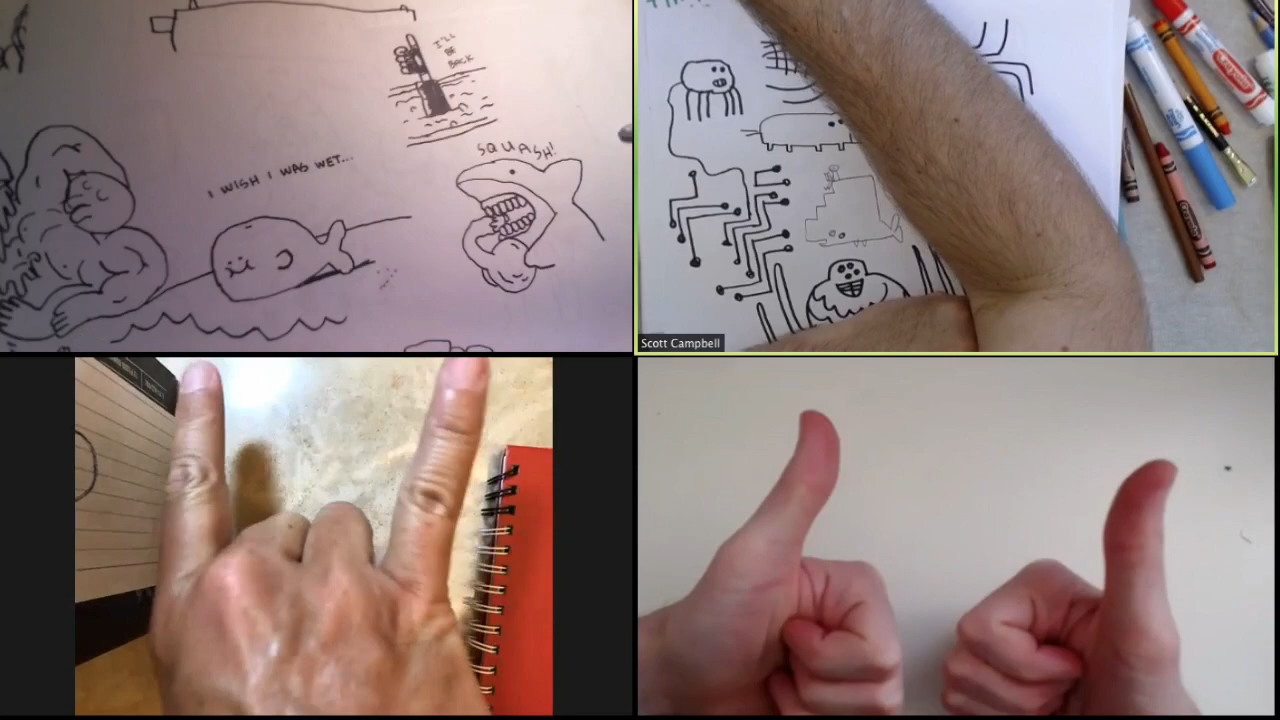 I'LL
BE
BACK
SQUASH!
I WISH I WAS WET...
Scott Campbell
Crayola